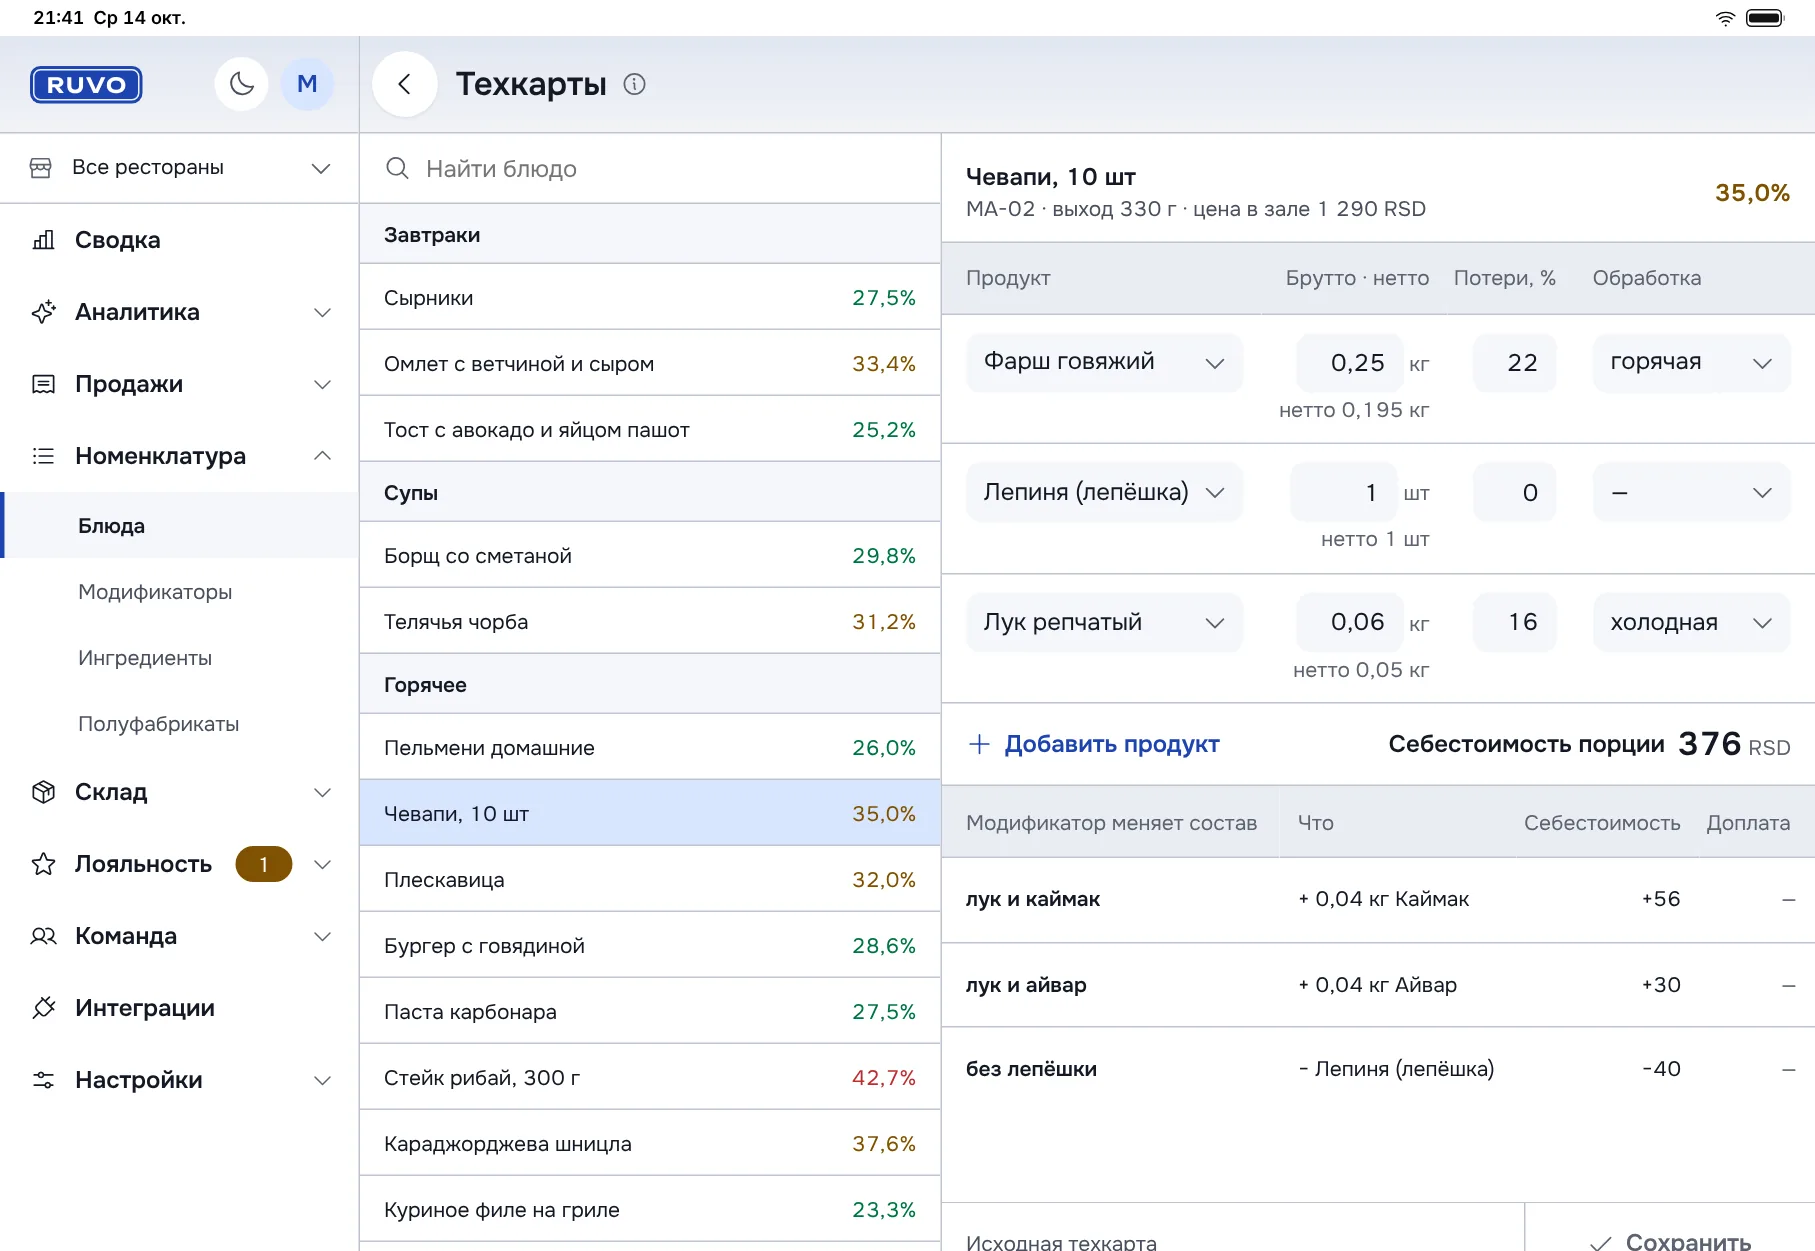 21:41 Ср 14 окт.
RUVO
М
Техкарты
Все рестораны
Сводка
Аналитика
Продажи
Номенклатура
Блюда
Модификаторы
Ингредиенты
Полуфабрикаты
Склад
Лояльность 1
Команда
Интеграции
Настройки
Найти блюдо
Завтраки
Сырники 27,5%
Омлет с ветчиной и сыром 33,4%
Тост с авокадо и яйцом пашот 25,2%
Супы
Борщ со сметаной 29,8%
Телячья чорба 31,2%
Горячее
Пельмени домашние 26,0%
Чевапи, 10 шт 35,0%
Плескавица 32,0%
Бургер с говядиной 28,6%
Паста карбонара 27,5%
Стейк рибай, 300 г 42,7%
Караджорджева шницла 37,6%
Куриное филе на гриле 23,3%
Чевапи, 10 шт
МА-02 · выход 330 г · цена в зале 1 290 RSD
35,0%
Продукт Брутто · нетто Потери, % Обработка
Фарш говяжий 0,25 кг 22 горячая
нетто 0,195 кг
Лепиня (лепёшка) 1 шт 0 –
нетто 1 шт
Лук репчатый 0,06 кг 16 холодная
нетто 0,05 кг
Добавить продукт Себестоимость порции 376 RSD
Модификатор меняет состав Что Себестоимость Доплата
лук и каймак + 0,04 кг Каймак +56 –
лук и айвар + 0,04 кг Айвар +30 –
без лепёшки − Лепиня (лепёшка) −40 –
Исходная техкарта Сохранить